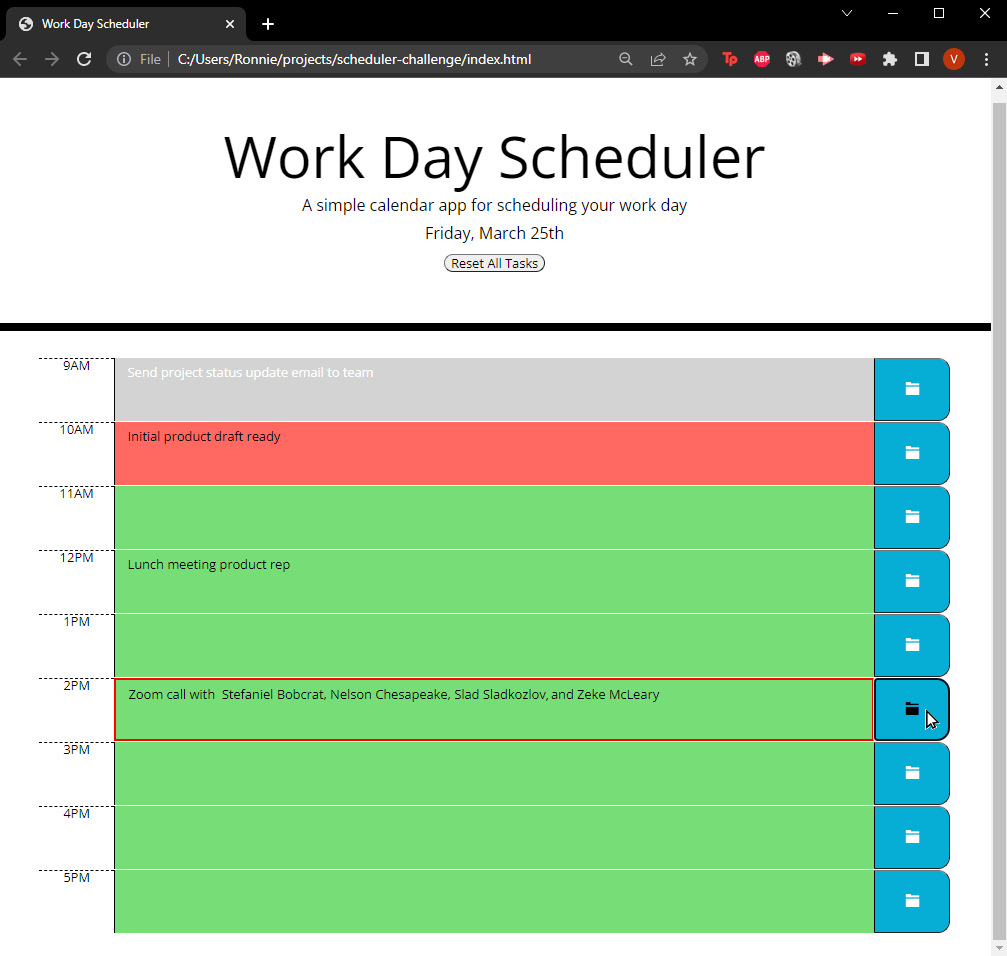 Work Day Scheduler
File C:/Users/Ronnie/projects/scheduler-challenge/index.html
Tp ABP V
Work Day Scheduler
A simple calendar app for scheduling your work day
Friday, March 25th
Reset All Tasks
9AM Send project status update email to team
10AM Initial product draft ready
11AM
12PM Lunch meeting product rep
1PM
2PM Zoom call with  Stefaniel Bobcrat, Nelson Chesapeake, Slad Sladkozlov, and Zeke McLeary
3PM
4PM
5PM